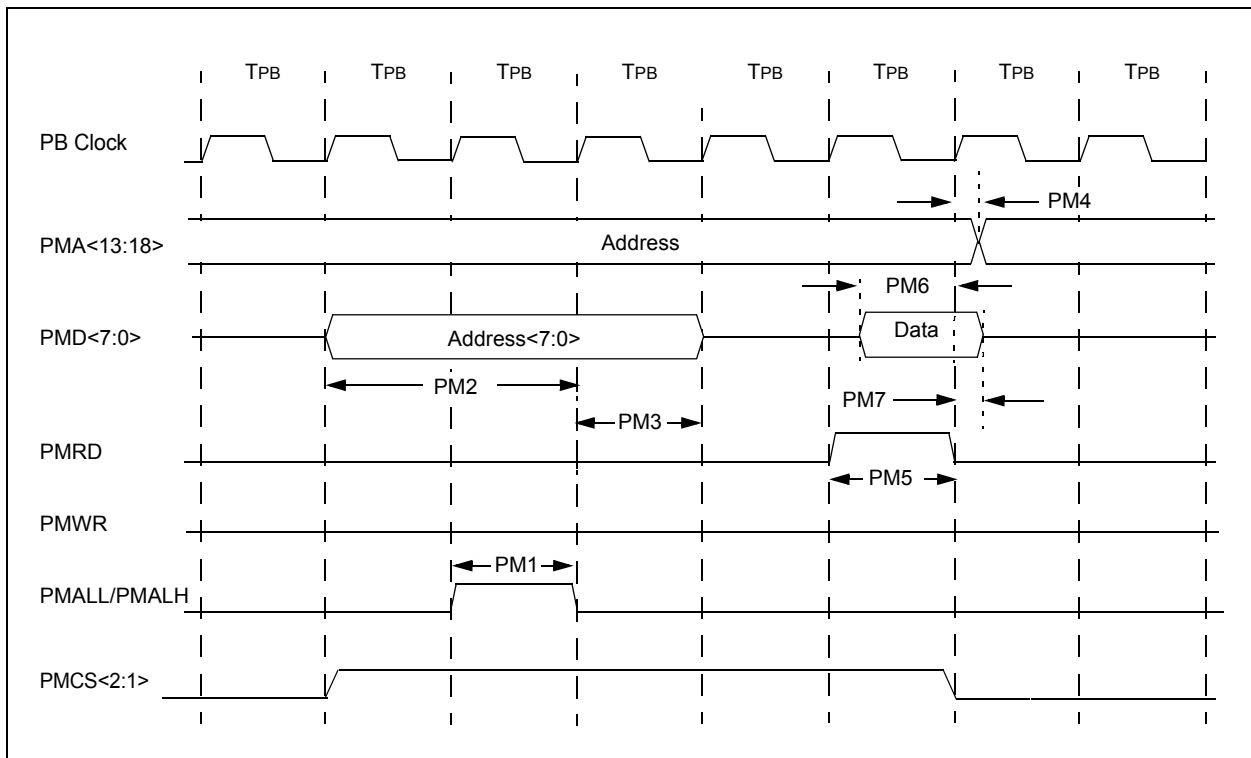 TPB TPB TPB TPB TPB TPB TPB TPB
PB Clock
PM4
PMA<13:18> Address
PM6
PMD<7:0> Address<7:0> Data
PM2
PM7
PM3
PMRD
PM5
PMWR
PM1
PMALL/PMALH
PMCS<2:1>